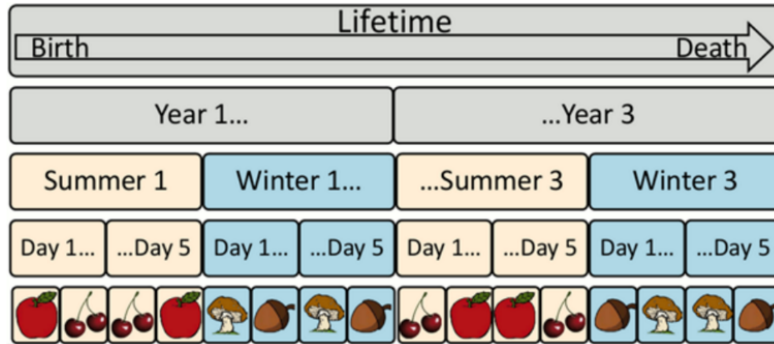 Lifetime
Birth Death
Year 1... ...Year 3
Summer 1 Winter 1... ...Summer 3 Winter 3
Day 1... ...Day 5 Day 1... ...Day 5 Day 1... ...Day 5 Day 1... ...Day 5